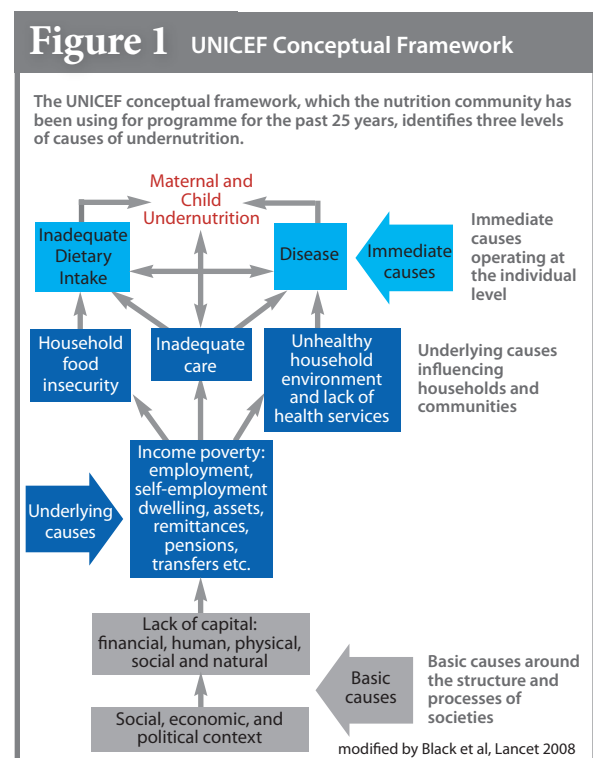 Figure 1 UNICEF Conceptual Framework
The UNICEF conceptual framework, which the nutrition community has
been using for programme for the past 25 years, identifies three levels
of causes of undernutrition.
Maternal and
Child
Undernutrition
Inadequate
Dietary
Intake
Disease
Immediate
causes
Immediate
causes
operating at
the individual
level
Household
food
insecurity
Inadequate
care
Unhealthy
household
environment
and lack of
health services
Underlying causes
influencing
households and
communities
Underlying
causes
Income poverty:
employment,
self-employment
dwelling, assets,
remittances,
pensions,
transfers etc.
Lack of capital:
financial, human, physical,
social and natural
Social, economic, and
political context
Basic
causes
Basic causes around
the structure and
processes of
societies
modified by Black et al, Lancet 2008